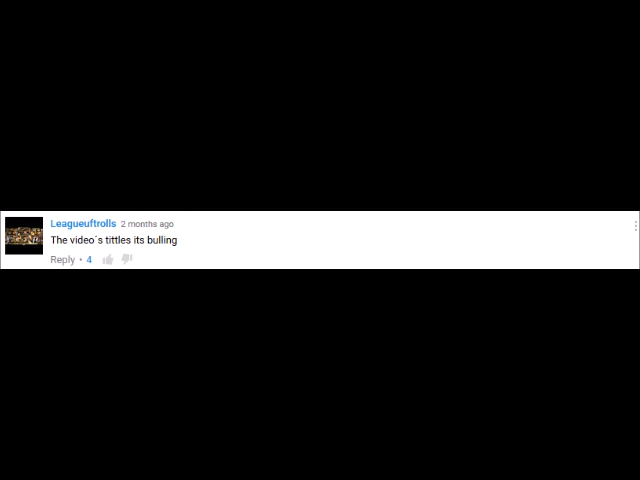 Leagueuftrolls 2 months ago
The video´s tittles its bulling
Reply • 4